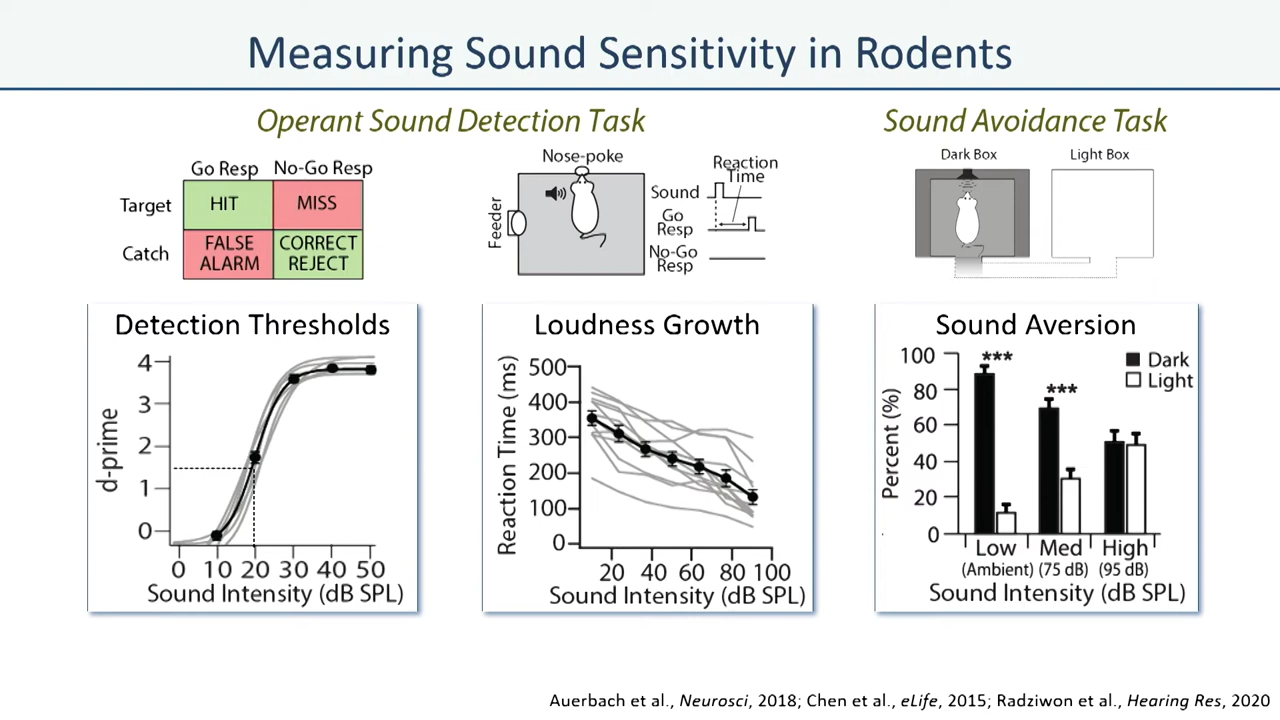 Measuring Sound Sensitivity in Rodents
Operant Sound Detection Task
Go Resp No-Go Resp
Target HIT MISS
Catch FALSE ALARM CORRECT REJECT
Nose-poke
Feeder
Reaction Time
Sound
Go Resp
No-Go Resp
Sound Avoidance Task
Dark Box Light Box
Detection Thresholds
d-prime
4
3
2
1
0
0 10 20 30 40 50
Sound Intensity (dB SPL)
Loudness Growth
Reaction Time (ms)
500
400
300
200
100
0
20 40 60 80 100
Sound Intensity (dB SPL)
Sound Aversion
Percent (%)
100
80
60
40
20
0
*** ***
Dark
Light
Low Med High
(Ambient) (75 dB) (95 dB)
Sound Intensity (dB SPL)
Auerbach et al., Neurosci, 2018; Chen et al., eLife, 2015; Radziwon et al., Hearing Res, 2020